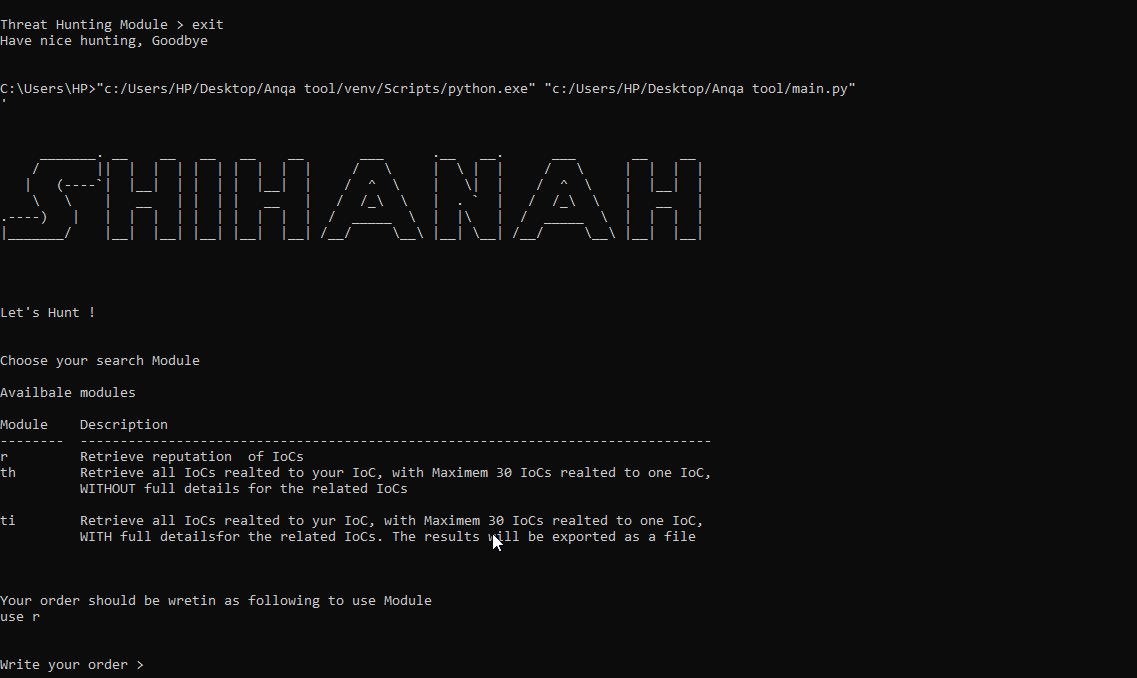 Threat Hunting Module > exit
Have nice hunting, Goodbye
C:\Users\HP>"c:/Users/HP/Desktop/Anqa tool/venv/Scripts/python.exe" "c:/Users/HP/Desktop/Anqa tool/main.py"
'
SHIHANAH
Let's Hunt !
Choose your search Module
Availbale modules
Module    Description
--------  -------------------------------------------------------------------------------
r         Retrieve reputation  of IoCs
th        Retrieve all IoCs realted to your IoC, with Maximem 30 IoCs realted to one IoC,
WITHOUT full details for the related IoCs
ti        Retrieve all IoCs realted to yur IoC, with Maximem 30 IoCs realted to one IoC,
WITH full detailsfor the related IoCs. The results will be exported as a file
Your order should be wretin as following to use Module
use r
Write your order >